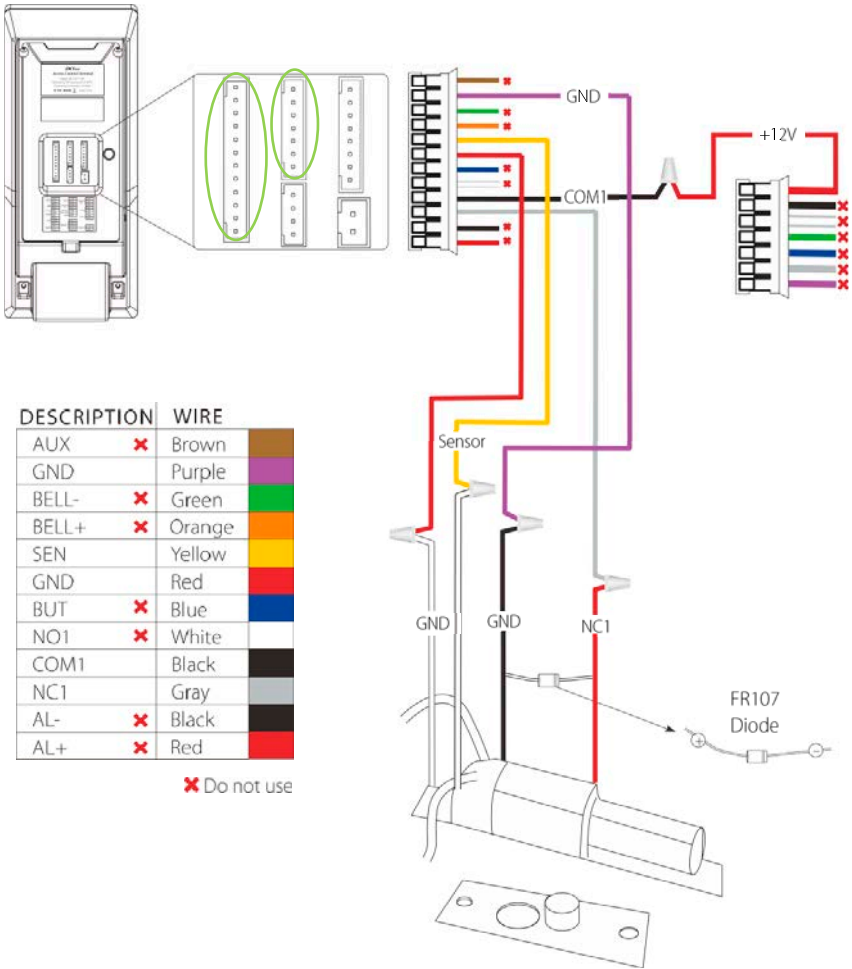 GND
+12V
COM1
Sensor
GND
GND
NC1
FR107
Diode
DESCRIPTION WIRE
AUX ✖ Brown
GND Purple
BELL- ✖ Green
BELL+ ✖ Orange
SEN Yellow
GND Red
BUT ✖ Blue
NO1 ✖ White
COM1 Black
NC1 Gray
AL- ✖ Black
AL+ ✖ Red
✖ Do not use